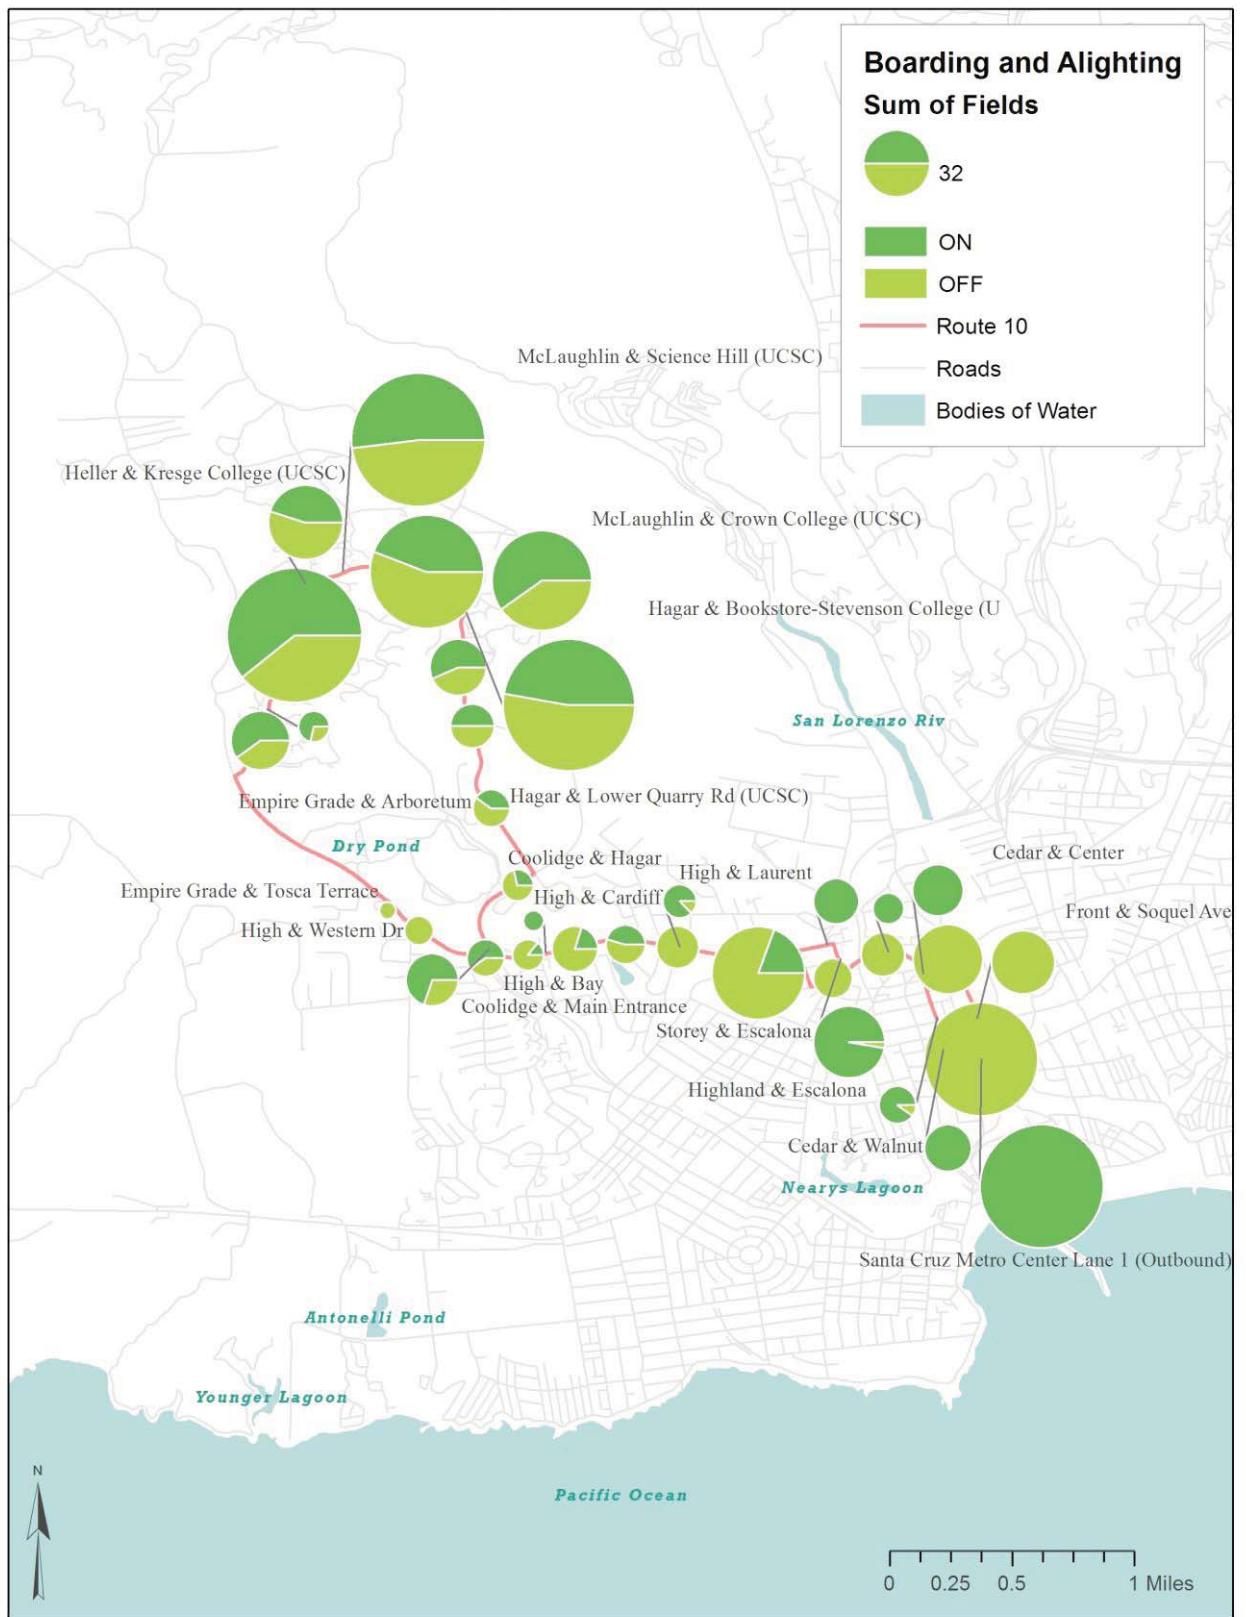 Boarding and Alighting
Sum of Fields
32
ON
OFF
Route 10
Roads
Bodies of Water
McLaughlin & Science Hill (UCSC)
Heller & Kresge College (UCSC)
McLaughlin & Crown College (UCSC)
Hagar & Bookstore-Stevenson College (U
San Lorenzo Riv
Empire Grade & Arboretum
Hagar & Lower Quarry Rd (UCSC)
Dry Pond
Coolidge & Hagar
Cedar & Center
High & Laurent
Empire Grade & Tosca Terrace
High & Cardiff
Front & Soquel Ave
High & Western Dr
High & Bay
Coolidge & Main Entrance
Storey & Escalona
Highland & Escalona
Cedar & Walnut
Nearys Lagoon
Santa Cruz Metro Center Lane 1 (Outbound)
Antonelli Pond
Younger Lagoon
Pacific Ocean
N
0 0.25 0.5 1 Miles